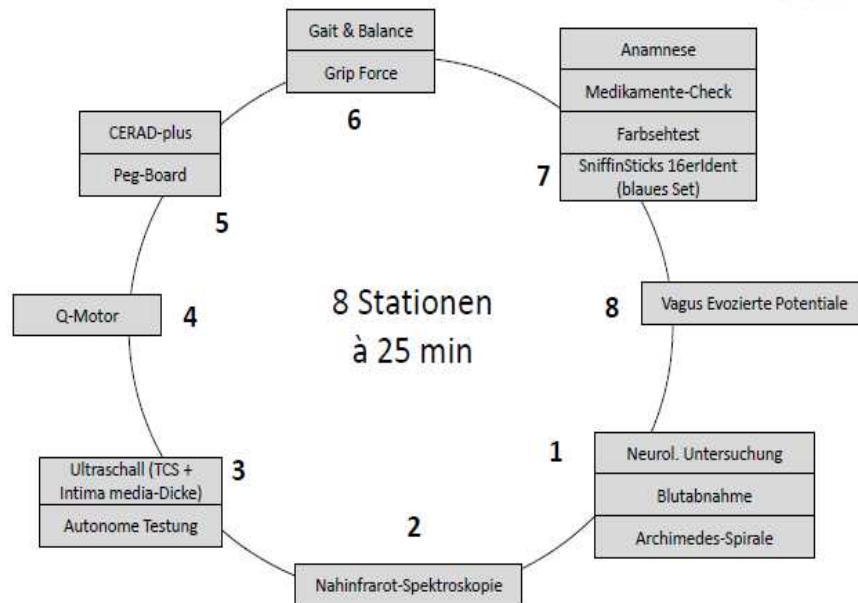 Gait & Balance
Grip Force
6
Anamnese
Medikamente-Check
Farbsehtest
SniffinSticks 16erIdent
(blaues Set)
7
CERAD-plus
Peg-Board
5
Q-Motor
4
8 Stationen
à 25 min
8
Vagus Evozierte Potentiale
1
Neurol. Untersuchung
Blutabnahme
Archimedes-Spirale
Ultraschall (TCS +
Intima media-Dicke)
Autonome Testung
3
2
Nahinfrarot-Spektroskopie